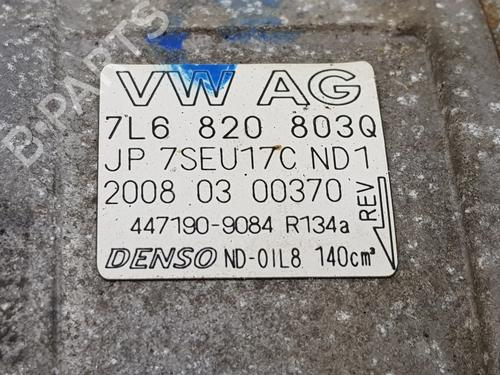 VW AG
7L6 820 803Q
JP 7SEU17C ND1
2008 03 00370
447190-9084 R134a
REV
DENSO ND-OIL8 140cm³
B-PARTS